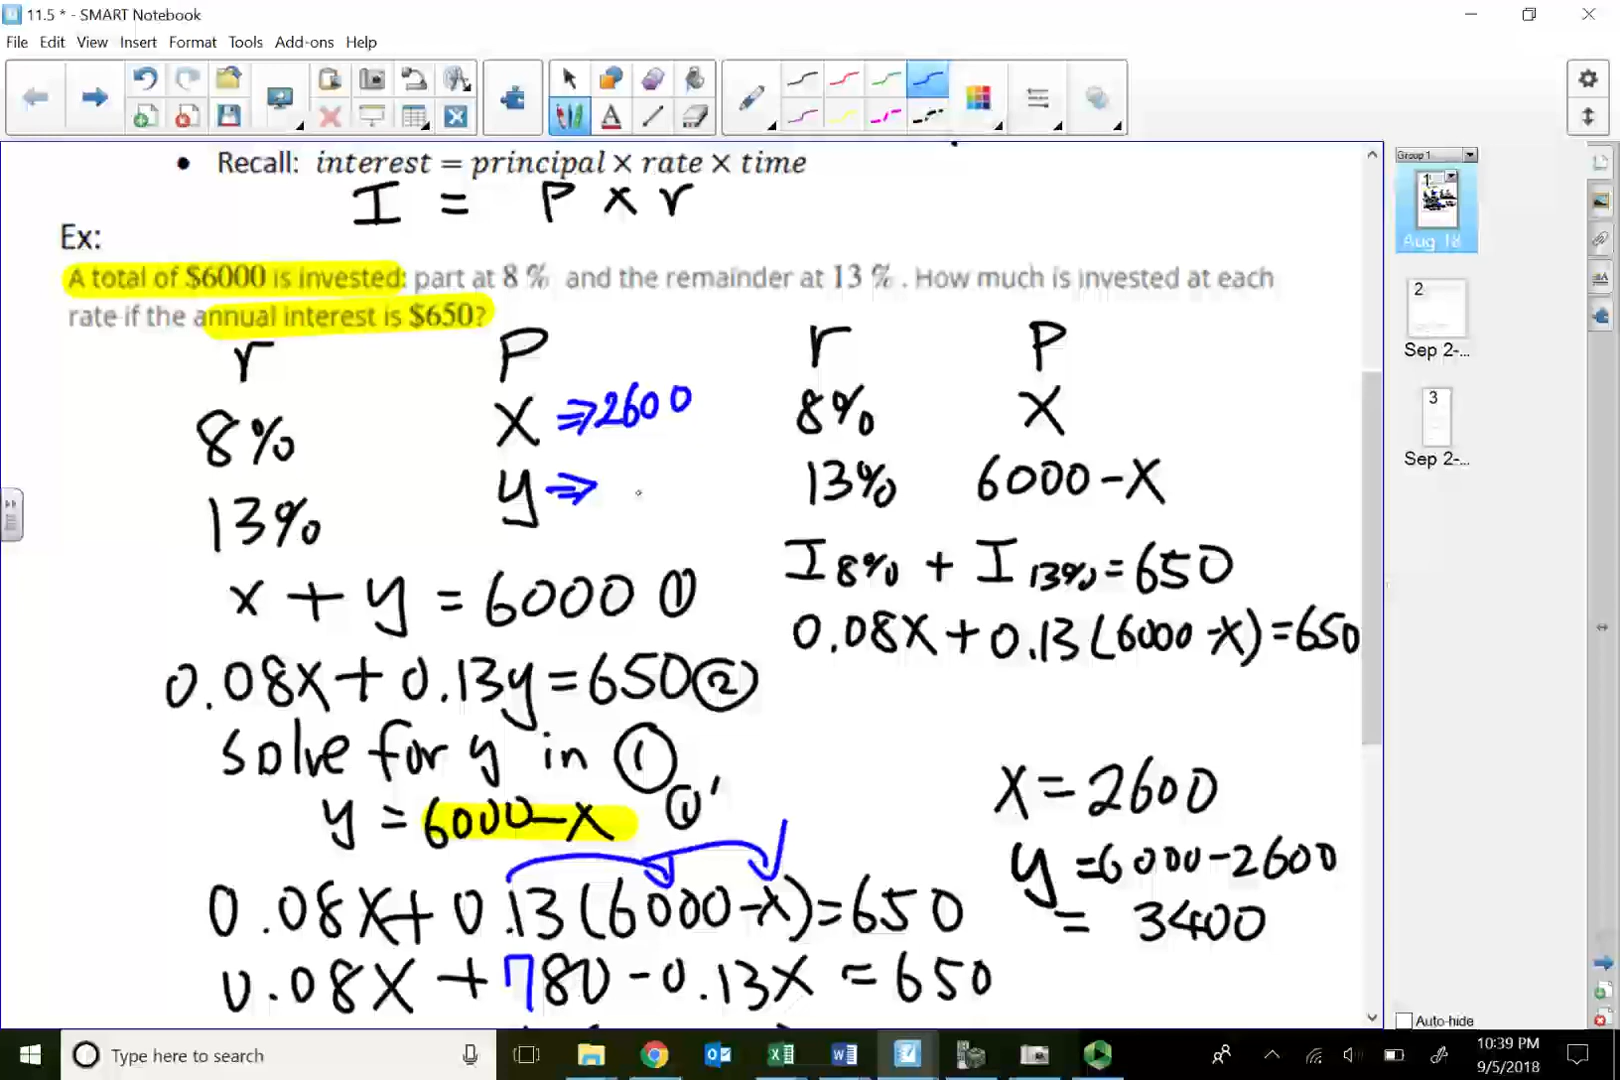 11.5 * - SMART Notebook
File Edit View Insert Format Tools Add-ons Help
• Recall: interest = principal × rate × time
I = P × r
Ex:
A total of $6000 is invested: part at 8 % and the remainder at 13 % . How much is invested at each
rate if the annual interest is $650?
r P
8% x ⇒ 2600
13% y ⇒
x + y = 6000 ①
0.08x + 0.13y = 650 ②
solve for y in ①
y = 6000 - x ①'
0.08x + 0.13(6000 - x) = 650
0.08x + 780 - 0.13x = 650
r P
8% x
13% 6000 - x
I 8% + I 13% = 650
0.08x + 0.13(6000 - x) = 650
x = 2600
y = 6000 - 2600
= 3400
Group 1
1
Aug 18
2
Sep 2-...
3
Sep 2-...
Auto-hide
Type here to search
10:39 PM
9/5/2018